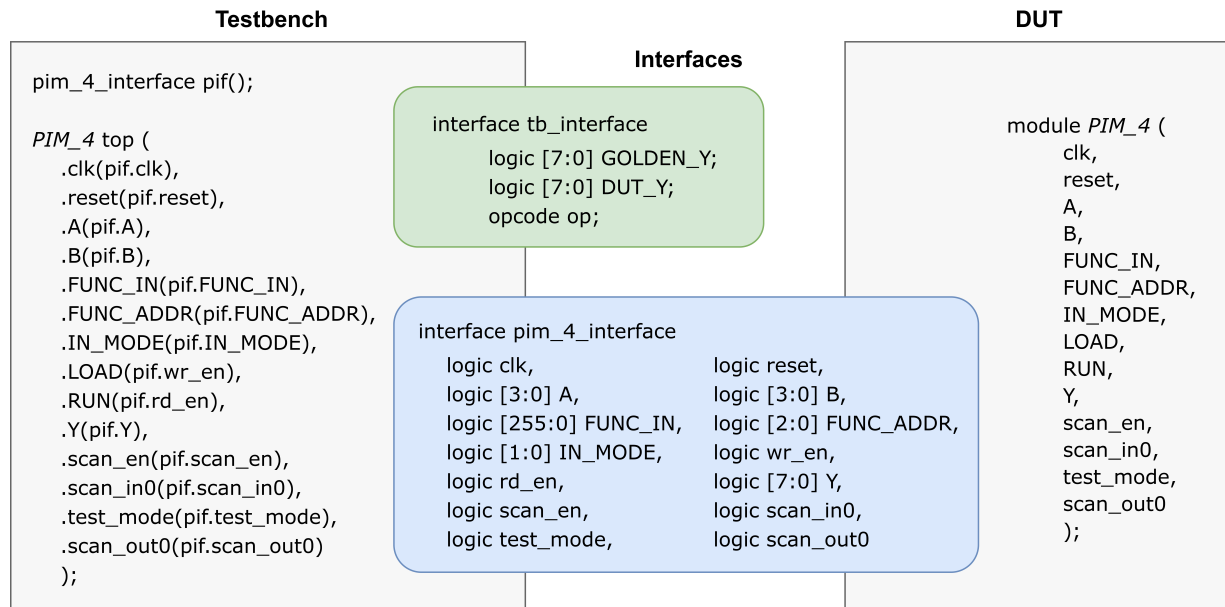 Testbench
pim_4_interface pif();
PIM_4 top (
.clk(pif.clk),
.reset(pif.reset),
.A(pif.A),
.B(pif.B),
.FUNC_IN(pif.FUNC_IN),
.FUNC_ADDR(pif.FUNC_ADDR),
.IN_MODE(pif.IN_MODE),
.LOAD(pif.wr_en),
.RUN(pif.rd_en),
.Y(pif.Y),
.scan_en(pif.scan_en),
.scan_in0(pif.scan_in0),
.test_mode(pif.test_mode),
.scan_out0(pif.scan_out0)
);
Interfaces
interface tb_interface
logic [7:0] GOLDEN_Y;
logic [7:0] DUT_Y;
opcode op;
interface pim_4_interface
logic clk, logic reset,
logic [3:0] A, logic [3:0] B,
logic [255:0] FUNC_IN, logic [2:0] FUNC_ADDR,
logic [1:0] IN_MODE, logic wr_en,
logic rd_en, logic [7:0] Y,
logic scan_en, logic scan_in0,
logic test_mode, logic scan_out0
DUT
module PIM_4 (
clk,
reset,
A,
B,
FUNC_IN,
FUNC_ADDR,
IN_MODE,
LOAD,
RUN,
Y,
scan_en,
scan_in0,
test_mode,
scan_out0
);